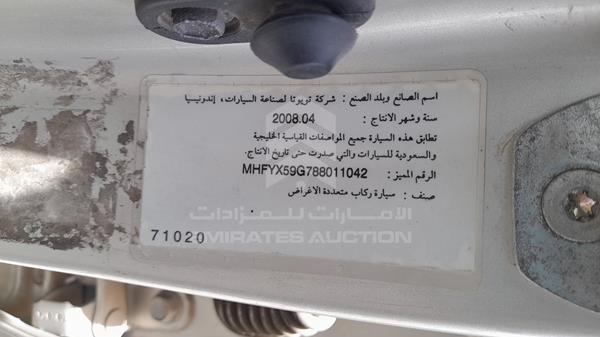 اسم الصانع وبلد الصنع : شركة تويوتا لصناعة السيارات، إندونيسيا
سنة وشهر الانتاج : 2008.04
تطابق هذه السيارة جميع المواصفات القياسية الخليجية
والسعودية للسيارات والتي صدرت حتى تاريخ الانتاج.
الرقم المميز : MHFYX59G788011042
صنف : سيارة ركاب متعددة الاغراض
الامارات للمزادات
EMIRATES AUCTION
71020